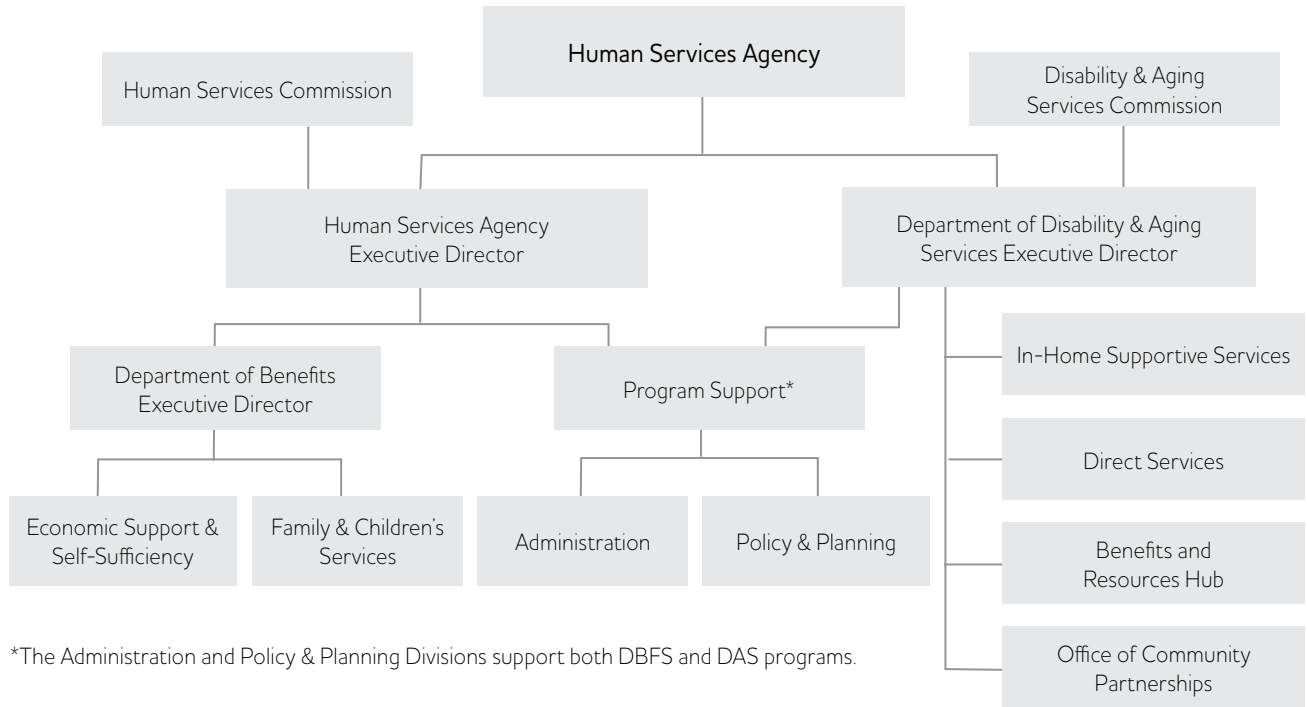 Human Services Agency
Human Services Commission
Disability & Aging
Services Commission
Human Services Agency
Executive Director
Department of Disability & Aging
Services Executive Director
Department of Benefits
Executive Director
Program Support*
In-Home Supportive Services
Direct Services
Economic Support &
Self-Sufficiency
Family & Children's
Services
Administration
Policy & Planning
Benefits and
Resources Hub
Office of Community
Partnerships
*The Administration and Policy & Planning Divisions support both DBFS and DAS programs.